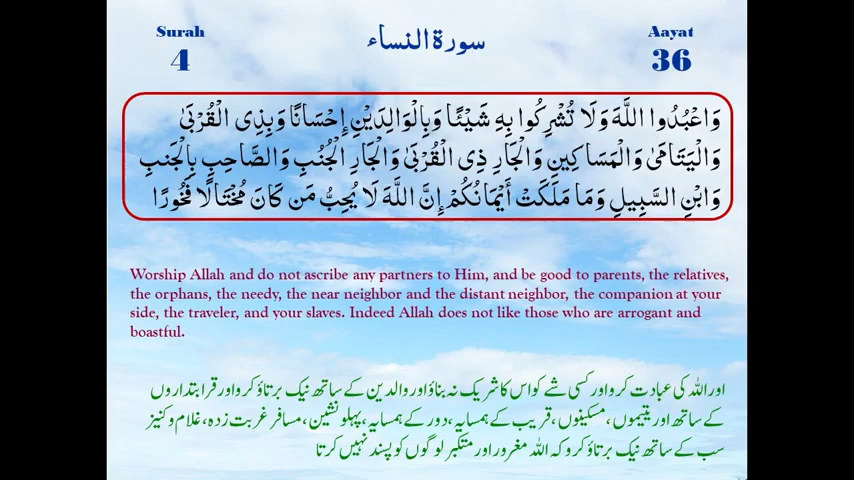 Surah
4
سورة النساء
Aayat
36
وَاعْبُدُوا اللَّهَ وَلَا تُشْرِكُوا بِهِ شَيْئًا وَبِالْوَالِدَيْنِ إِحْسَانًا وَبِذِى الْقُرْبَىٰ
وَالْيَتَامَىٰ وَالْمَسَاكِينِ وَالْجَارِ ذِى الْقُرْبَىٰ وَالْجَارِ الْجُنُبِ وَالصَّاحِبِ بِالْجَنبِ
وَابْنِ السَّبِيلِ وَمَا مَلَكَتْ أَيْمَانُكُمْ إِنَّ اللَّهَ لَا يُحِبُّ مَن كَانَ مُخْتَالًا فَخُورًا
Worship Allah and do not ascribe any partners to Him, and be good to parents, the relatives,
the orphans, the needy, the near neighbor and the distant neighbor, the companion at your
side, the traveler, and your slaves. Indeed Allah does not like those who are arrogant and
boastful.
اور اللہ کی عبادت کرو اور کسی شے کو اس کا شریک نہ بناؤ اور والدین کے ساتھ نیک برتاؤ کرو اور قرابتداروں
کے ساتھ اور یتیموں، مسکینوں، قریب کے ہمسایہ، دور کے ہمسایہ، پہلو نشین، مسافر غربت زدہ، غلام و کنیز
سب کے ساتھ نیک برتاؤ کرو کہ اللہ مغرور اور متکبر لوگوں کو پسند نہیں کرتا